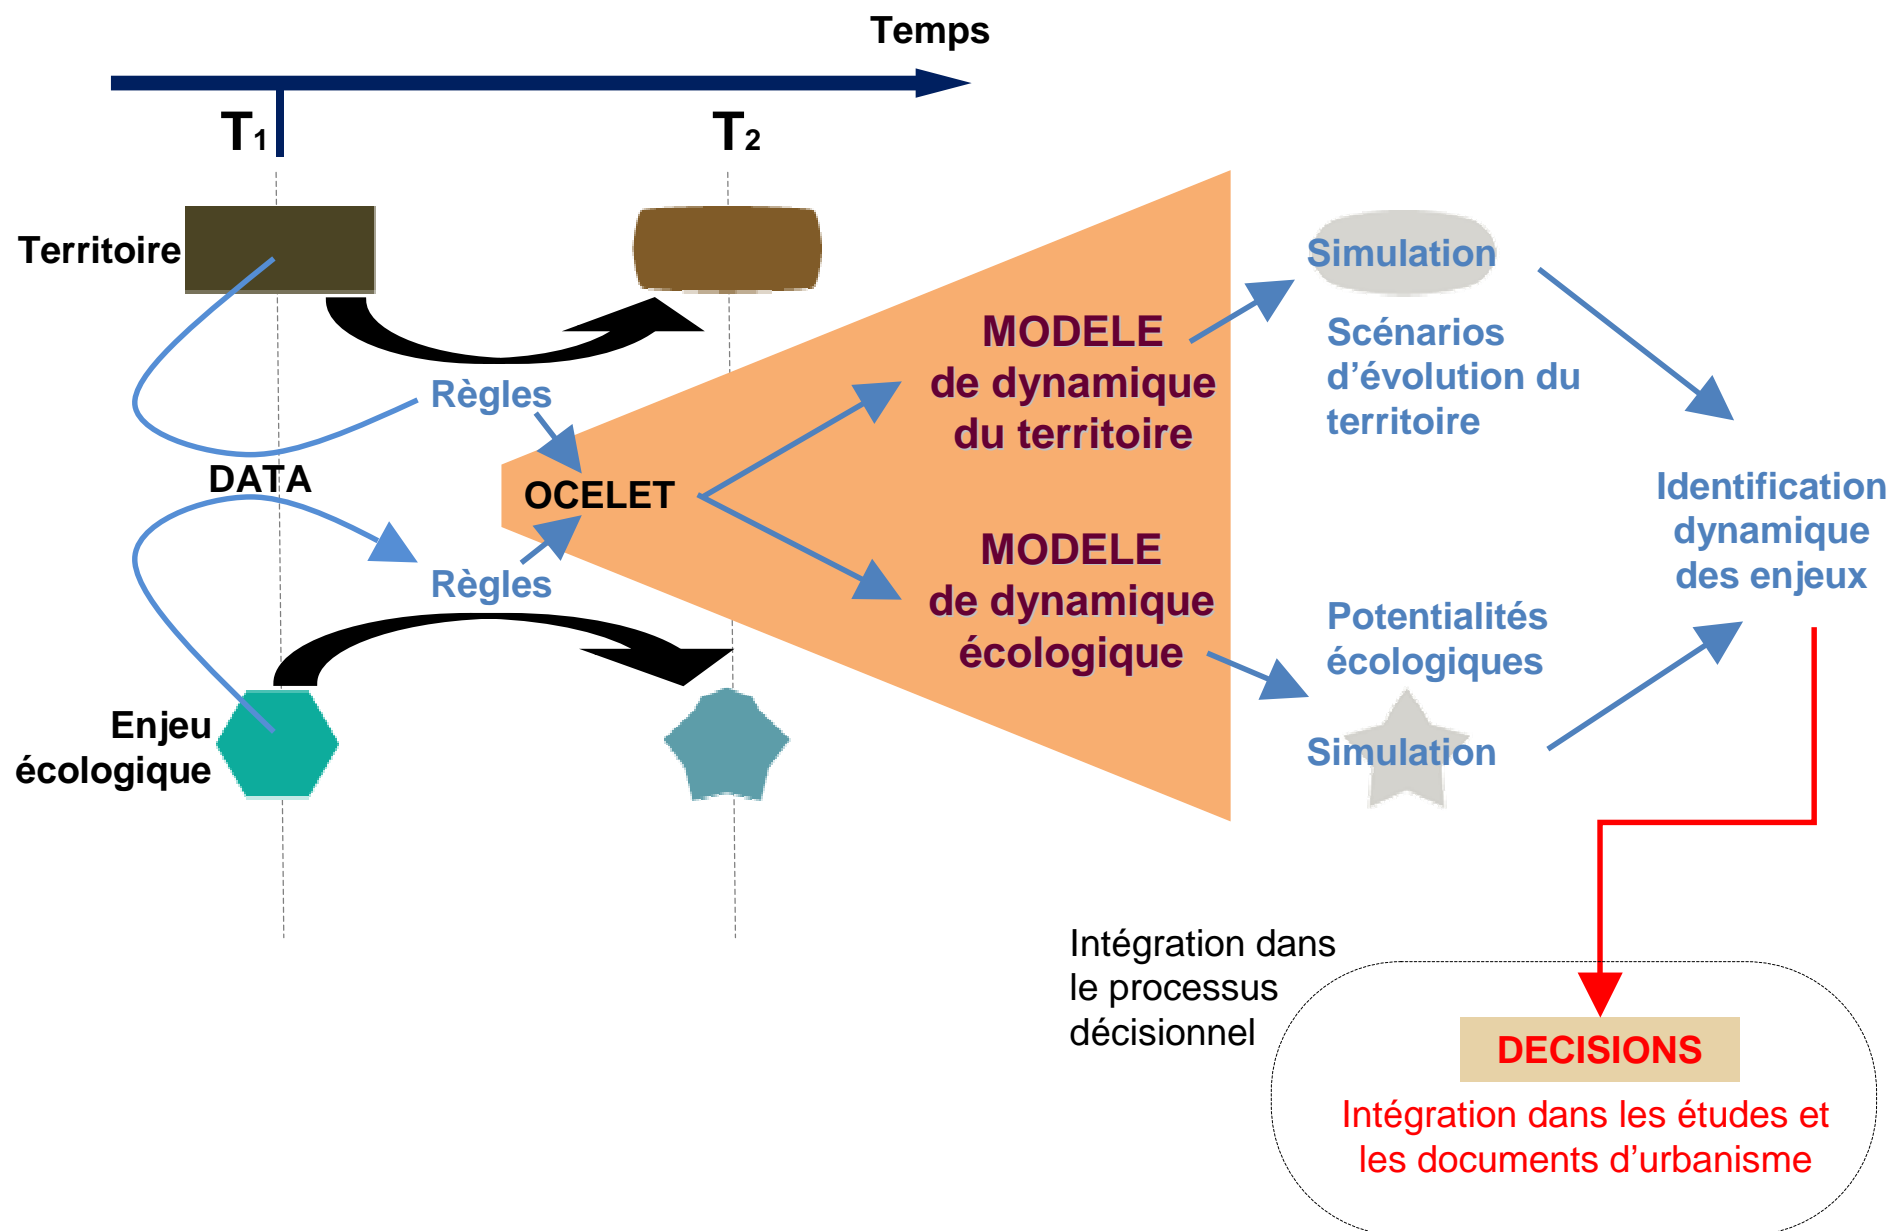 Temps
T1
T2
Territoire
Règles
DATA
OCELET
Règles
Enjeu
écologique
MODELE
de dynamique
du territoire
MODELE
de dynamique
écologique
Simulation
Scénarios
d’évolution du
territoire
Potentialités
écologiques
Simulation
Identification
dynamique
des enjeux
Intégration dans
le processus
décisionnel
DECISIONS
Intégration dans les études et
les documents d’urbanisme